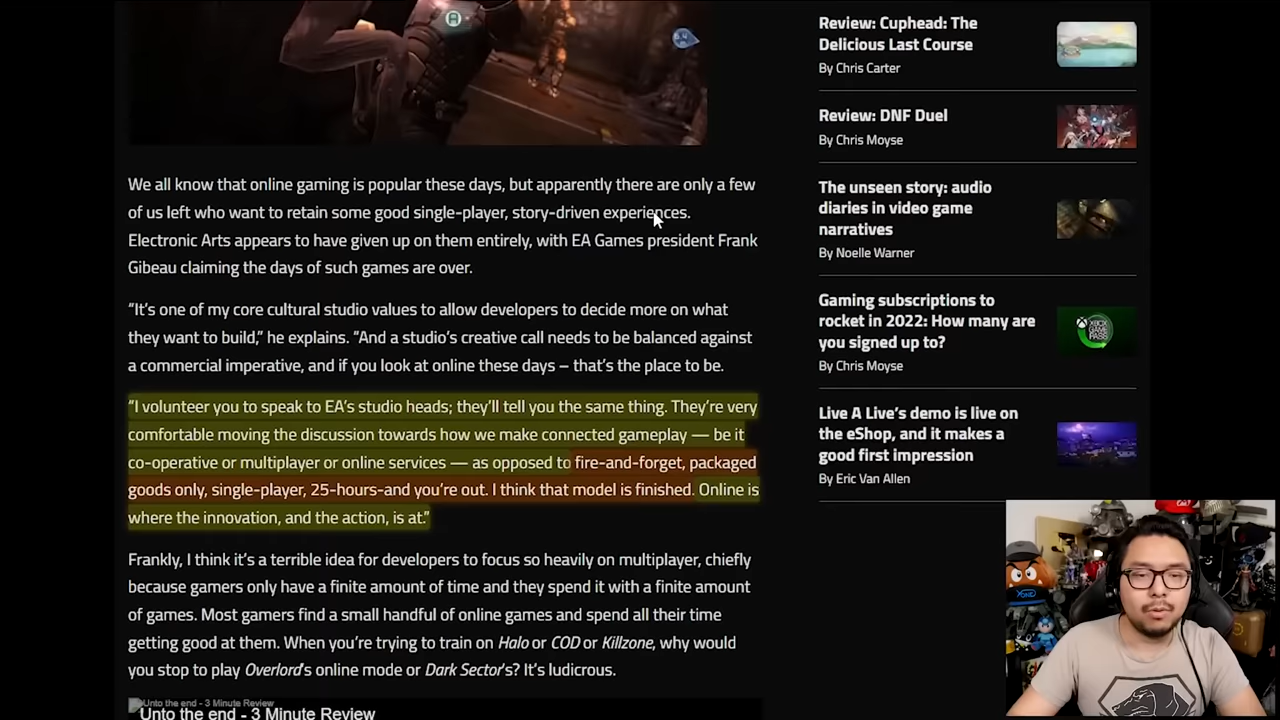 We all know that online gaming is popular these days, but apparently there are only a few
of us left who want to retain some good single-player, story-driven experiences.
Electronic Arts appears to have given up on them entirely, with EA Games president Frank
Gibeau claiming the days of such games are over.
“It’s one of my core cultural studio values to allow developers to decide more on what
they want to build,” he explains. “And a studio’s creative call needs to be balanced against
a commercial imperative, and if you look at online these days – that’s the place to be.
“I volunteer you to speak to EA’s studio heads; they’ll tell you the same thing. They’re very
comfortable moving the discussion towards how we make connected gameplay — be it
co-operative or multiplayer or online services — as opposed to fire-and-forget, packaged
goods only, single-player, 25-hours-and you’re out. I think that model is finished. Online is
where the innovation, and the action, is at.”
Frankly, I think it’s a terrible idea for developers to focus so heavily on multiplayer, chiefly
because gamers only have a finite amount of time and they spend it with a finite amount
of games. Most gamers find a small handful of online games and spend all their time
getting good at them. When you’re trying to train on Halo or COD or Killzone, why would
you stop to play Overlord’s online mode or Dark Sector’s? It’s ludicrous.
Unto the end - 3 Minute Review
Unto the end - 3 Minute Review
Review: Cuphead: The
Delicious Last Course
By Chris Carter
Review: DNF Duel
By Chris Moyse
The unseen story: audio
diaries in video game
narratives
By Noelle Warner
Gaming subscriptions to
rocket in 2022: How many are
you signed up to?
By Chris Moyse
XBOX
GAME
PASS
Live A Live’s demo is live on
the eShop, and it makes a
good first impression
By Eric Van Allen